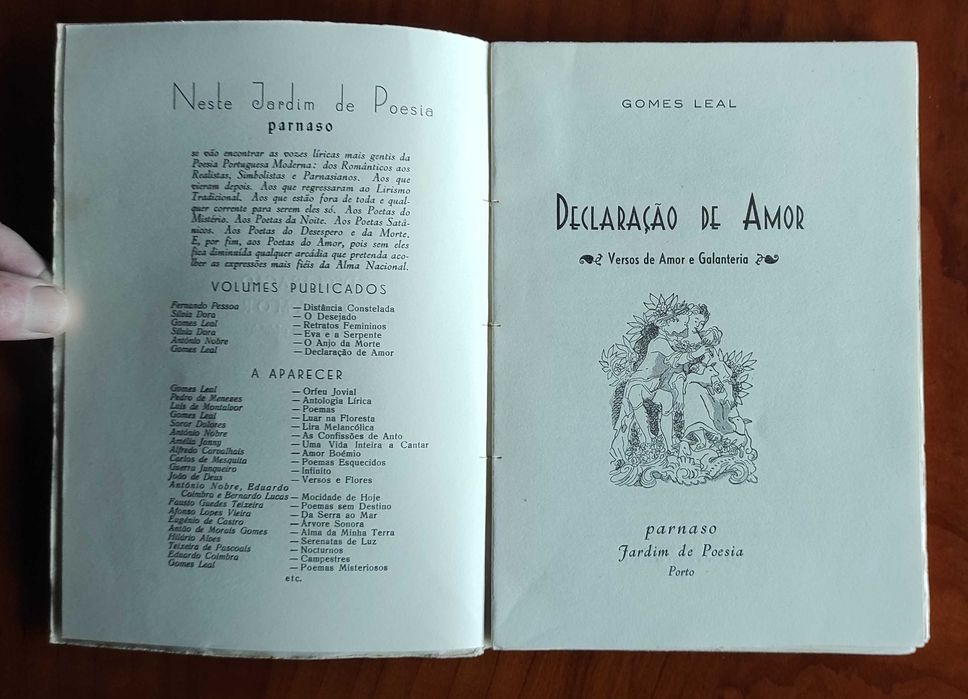 Neste Jardim de Poesia
parnaso
se vão encontrar as vozes líricas mais gentis da
Poesia Portuguesa Moderna: dos Românticos aos
Realistas, Simbolistas e Parnasianos. Aos que
vieram depois. Aos que regressaram ao Lirismo
Tradicional. Aos que estão fora de toda e qual-
quer corrente para serem eles só. Aos Poetas do
Mistério. Aos Poetas da Noite. Aos Poetas Satâ-
nicos. Aos Poetas do Desespero e da Morte.
E, por fim, aos Poetas do Amor, pois sem eles
fica diminuída qualquer arcádia que pretenda aco-
lher as expressões mais fiéis da Alma Nacional.
VOLUMES PUBLICADOS
Fernando Pessoa — Distância Constelada
Sílvia Dora — O Desejado
Gomes Leal — Retratos Femininos
Sílvia Dora — Eva e a Serpente
António Nobre — O Anjo da Morte
Gomes Leal — Declaração de Amor
A APARECER
Gomes Leal — Orfeu Jovial
Pedro de Menezes — Antologia Lírica
Luís de Montalvor — Poemas
Gomes Leal — Luar na Floresta
Soror Dolores — Lira Melancólica
António Nobre — As Confissões de Anto
Amélia Janny — Uma Vida Inteira a Cantar
Alfredo Carvalhais — Amor Boémio
Carlos de Mesquita — Poemas Esquecidos
Guerra Junqueiro — Infinito
João de Deus — Versos e Flores
António Nobre, Eduardo
Coimbra e Bernardo Lucas — Mocidade de Hoje
Fausto Guedes Teixeira — Poemas sem Destino
Afonso Lopes Vieira — Da Serra ao Mar
Eugénio de Castro — Árvore Sonora
Antão de Morais Gomes — Alma da Minha Terra
Hilário Alves — Serenatas de Luz
Teixeira de Pascoais — Nocturnos
Eduardo Coimbra — Campestres
Gomes Leal — Poemas Misteriosos
etc.
GOMES LEAL
DECLARAÇÃO DE AMOR
Versos de Amor e Galanteria
parnaso
Jardim de Poesia
Porto